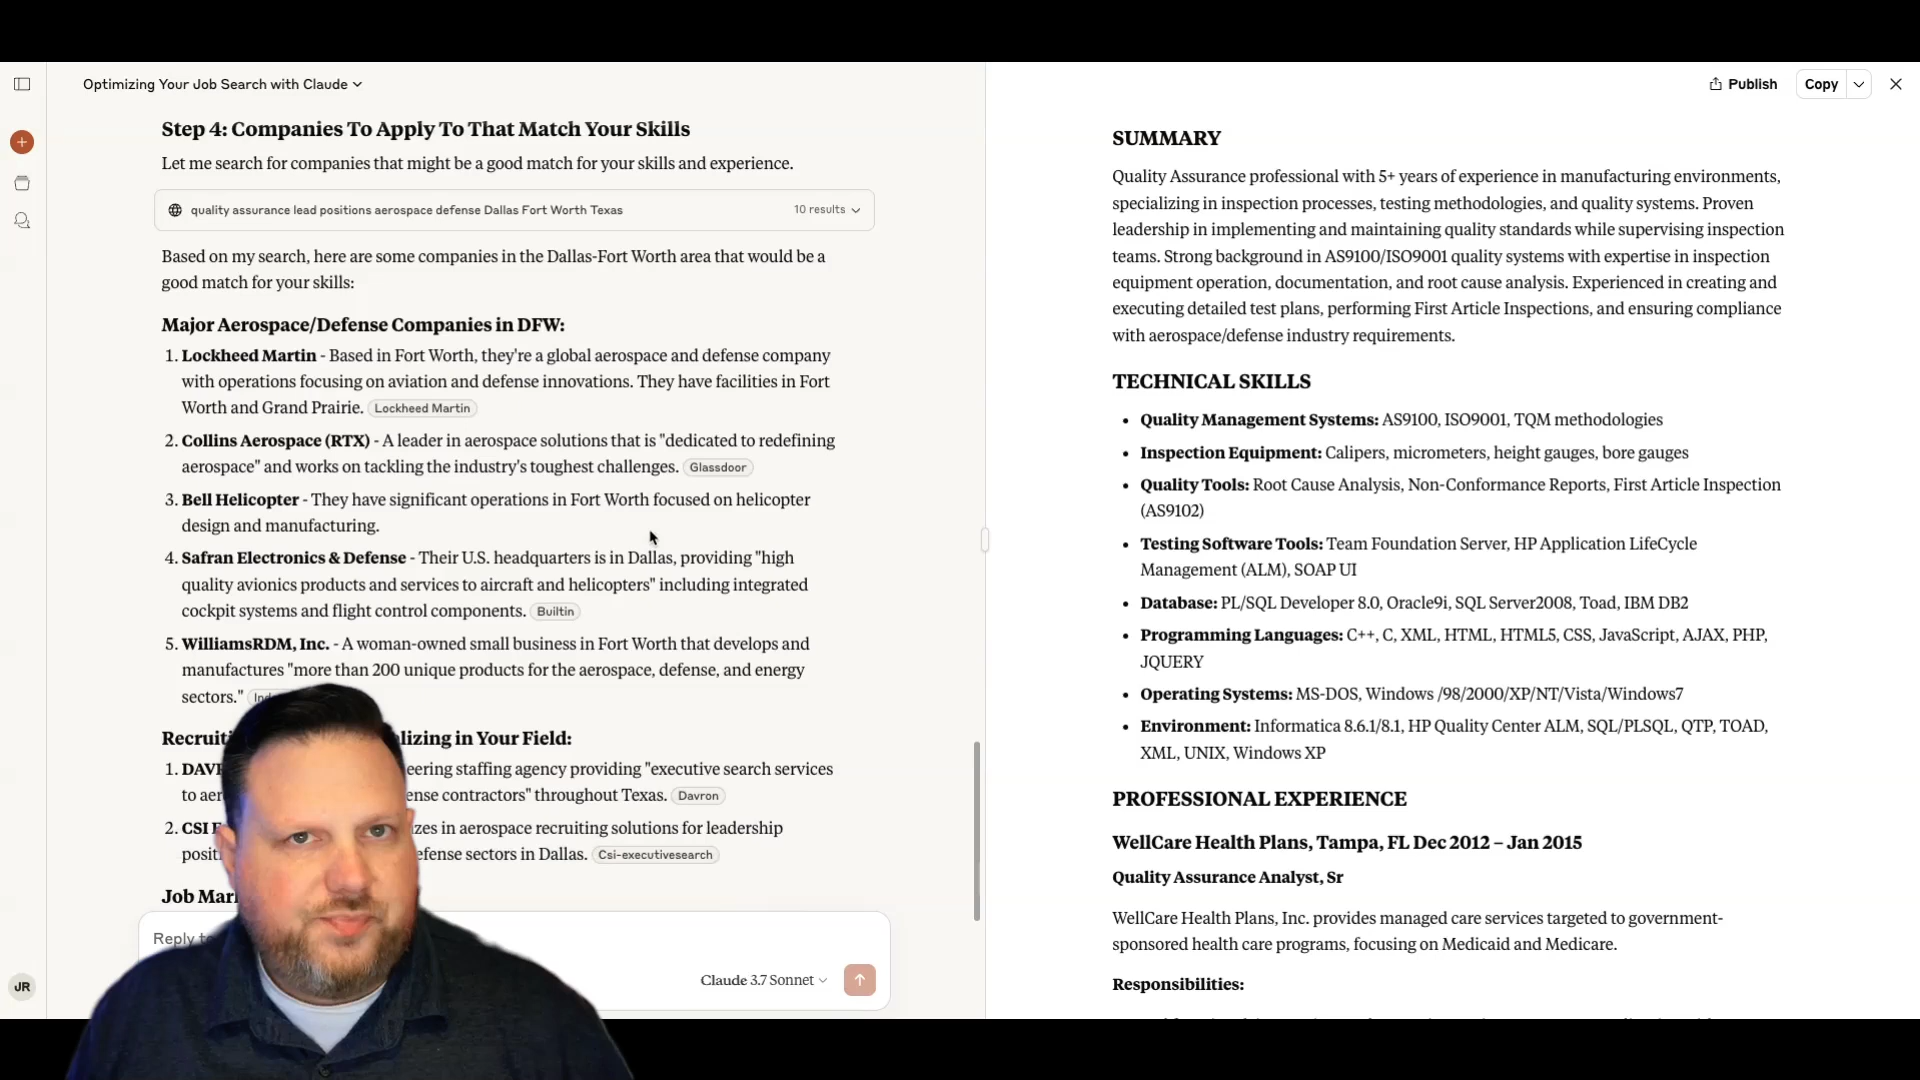 Optimizing Your Job Search with Claude
Step 4: Companies To Apply To That Match Your Skills
Let me search for companies that might be a good match for your skills and experience.
quality assurance lead positions aerospace defense Dallas Fort Worth Texas 10 results
Based on my search, here are some companies in the Dallas-Fort Worth area that would be a
good match for your skills:
Major Aerospace/Defense Companies in DFW:
1. Lockheed Martin - Based in Fort Worth, they're a global aerospace and defense company
with operations focusing on aviation and defense innovations. They have facilities in Fort
Worth and Grand Prairie. Lockheed Martin
2. Collins Aerospace (RTX) - A leader in aerospace solutions that is "dedicated to redefining
aerospace" and works on tackling the industry's toughest challenges. Glassdoor
3. Bell Helicopter - They have significant operations in Fort Worth focused on helicopter
design and manufacturing.
4. Safran Electronics & Defense - Their U.S. headquarters is in Dallas, providing "high
quality avionics products and services to aircraft and helicopters" including integrated
cockpit systems and flight control components. Builtin
5. WilliamsRDM, Inc. - A woman-owned small business in Fort Worth that develops and
manufactures "more than 200 unique products for the aerospace, defense, and energy
sectors."
in Your Field:
1. staffing agency providing "executive search services
to contractors" throughout Texas. Davron
2. CSI in aerospace recruiting solutions for leadership
sectors in Dallas. Csi-executivesearch
Job
Reply
Claude 3.7 Sonnet
JR
Publish
Copy
SUMMARY
Quality Assurance professional with 5+ years of experience in manufacturing environments,
specializing in inspection processes, testing methodologies, and quality systems. Proven
leadership in implementing and maintaining quality standards while supervising inspection
teams. Strong background in AS9100/ISO9001 quality systems with expertise in inspection
equipment operation, documentation, and root cause analysis. Experienced in creating and
executing detailed test plans, performing First Article Inspections, and ensuring compliance
with aerospace/defense industry requirements.
TECHNICAL SKILLS
• Quality Management Systems: AS9100, ISO9001, TQM methodologies
• Inspection Equipment: Calipers, micrometers, height gauges, bore gauges
• Quality Tools: Root Cause Analysis, Non-Conformance Reports, First Article Inspection
(AS9102)
• Testing Software Tools: Team Foundation Server, HP Application LifeCycle
Management (ALM), SOAP UI
• Database: PL/SQL Developer 8.0, Oracle9i, SQL Server2008, Toad, IBM DB2
• Programming Languages: C++, C, XML, HTML, HTML5, CSS, JavaScript, AJAX, PHP,
JQUERY
• Operating Systems: MS-DOS, Windows /98/2000/XP/NT/Vista/Windows7
• Environment: Informatica 8.6.1/8.1, HP Quality Center ALM, SQL/PLSQL, QTP, TOAD,
XML, UNIX, Windows XP
PROFESSIONAL EXPERIENCE
WellCare Health Plans, Tampa, FL Dec 2012 – Jan 2015
Quality Assurance Analyst, Sr
WellCare Health Plans, Inc. provides managed care services targeted to government-
sponsored health care programs, focusing on Medicaid and Medicare.
Responsibilities: